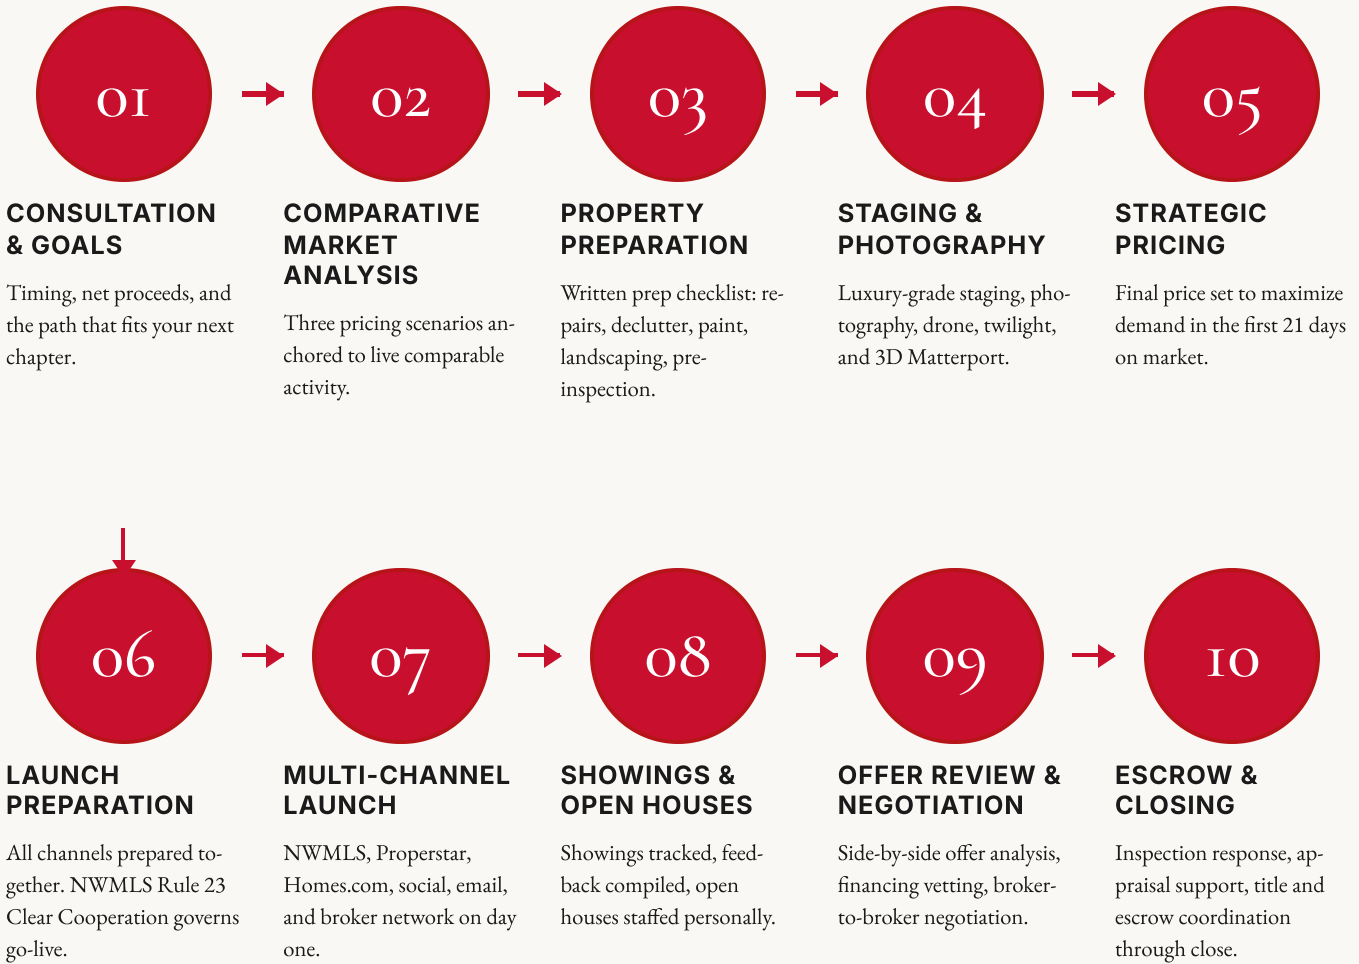 01
CONSULTATION
& GOALS
Timing, net proceeds, and
the path that fits your next
chapter.
02
COMPARATIVE
MARKET
ANALYSIS
Three pricing scenarios an-
chored to live comparable
activity.
03
PROPERTY
PREPARATION
Written prep checklist: re-
pairs, declutter, paint,
landscaping, pre-
inspection.
04
STAGING &
PHOTOGRAPHY
Luxury-grade staging, pho-
tography, drone, twilight,
and 3D Matterport.
05
STRATEGIC
PRICING
Final price set to maximize
demand in the first 21 days
on market.
06
LAUNCH
PREPARATION
All channels prepared to-
gether. NWMLS Rule 23
Clear Cooperation governs
go-live.
07
MULTI-CHANNEL
LAUNCH
NWMLS, Properstar,
Homes.com, social, email,
and broker network on day
one.
08
SHOWINGS &
OPEN HOUSES
Showings tracked, feed-
back compiled, open
houses staffed personally.
09
OFFER REVIEW &
NEGOTIATION
Side-by-side offer analysis,
financing vetting, broker-
to-broker negotiation.
10
ESCROW &
CLOSING
Inspection response, ap-
praisal support, title and
escrow coordination
through close.